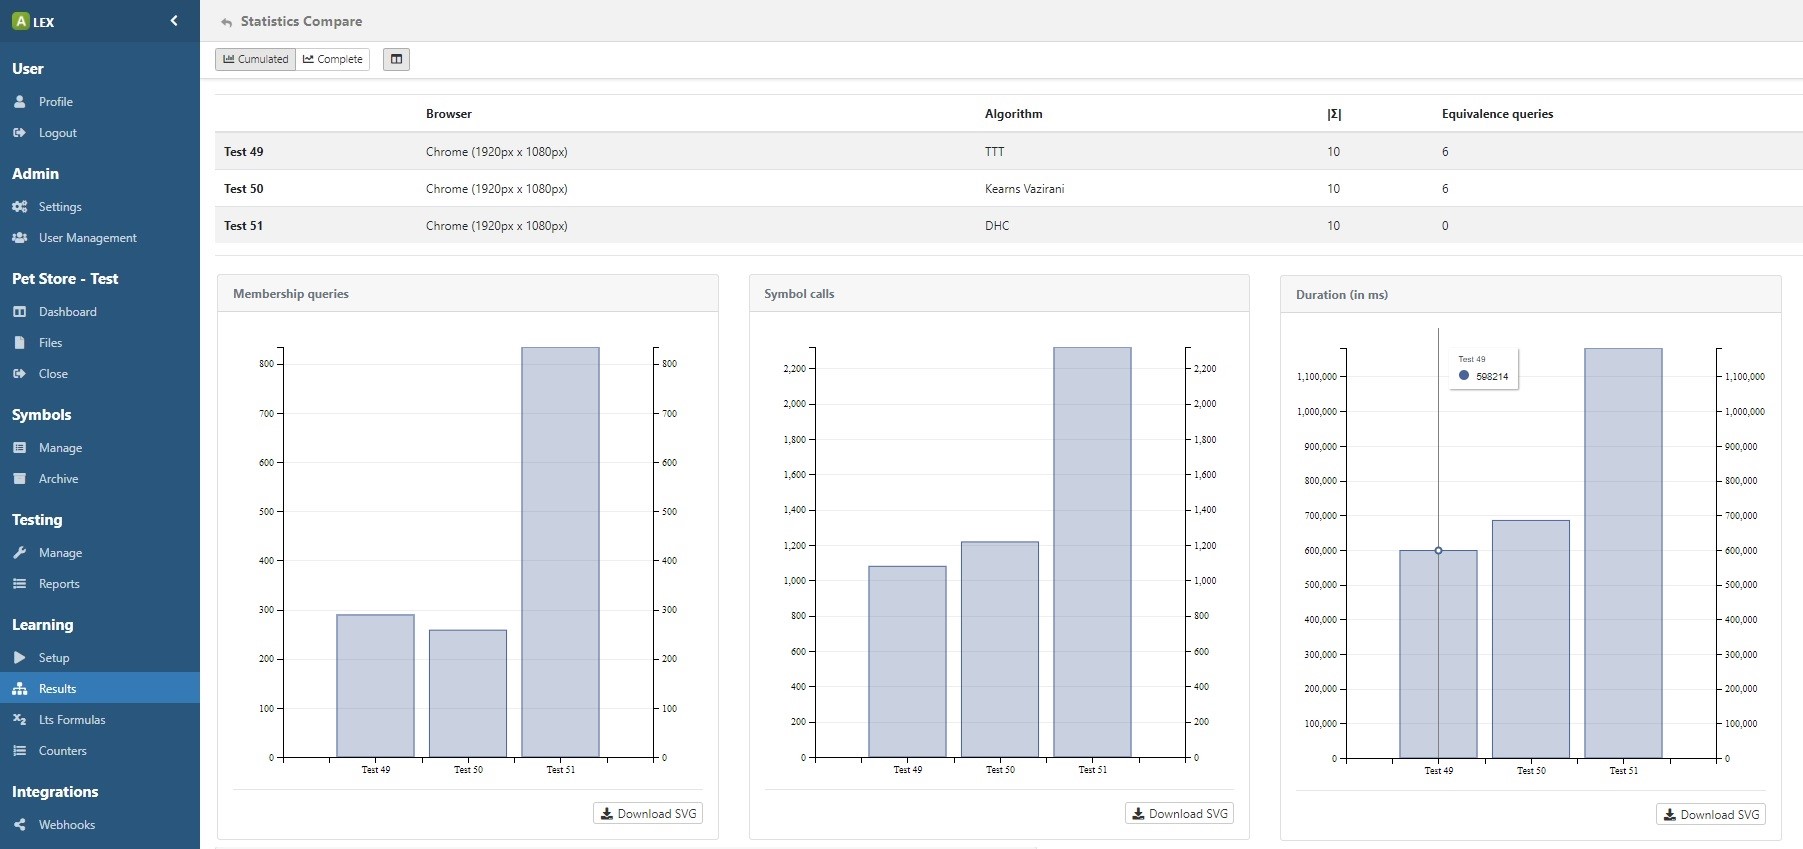 A LEX
User
Profile
Logout
Admin
Settings
User Management
Pet Store - Test
Dashboard
Files
Close
Symbols
Manage
Archive
Testing
Manage
Reports
Learning
Setup
Results
Lts Formulas
Counters
Integrations
Webhooks
Statistics Compare
Cumulated Complete
Browser Algorithm |Σ| Equivalence queries
Test 49 Chrome (1920px x 1080px) TTT 10 6
Test 50 Chrome (1920px x 1080px) Kearns Vazirani 10 6
Test 51 Chrome (1920px x 1080px) DHC 10 0
Membership queries
800 800
700 700
600 600
500 500
400 400
300 300
200 200
100 100
0 0
Test 49 Test 50 Test 51
Download SVG
Symbol calls
2,200 2,200
2,000 2,000
1,800 1,800
1,600 1,600
1,400 1,400
1,200 1,200
1,000 1,000
800 800
600 600
400 400
200 200
0 0
Test 49 Test 50 Test 51
Download SVG
Duration (in ms)
Test 49
598214
1,100,000 1,100,000
1,000,000 1,000,000
900,000 900,000
800,000 800,000
700,000 700,000
600,000 600,000
500,000 500,000
400,000 400,000
300,000 300,000
200,000 200,000
100,000 100,000
0 0
Test 49 Test 50 Test 51
Download SVG